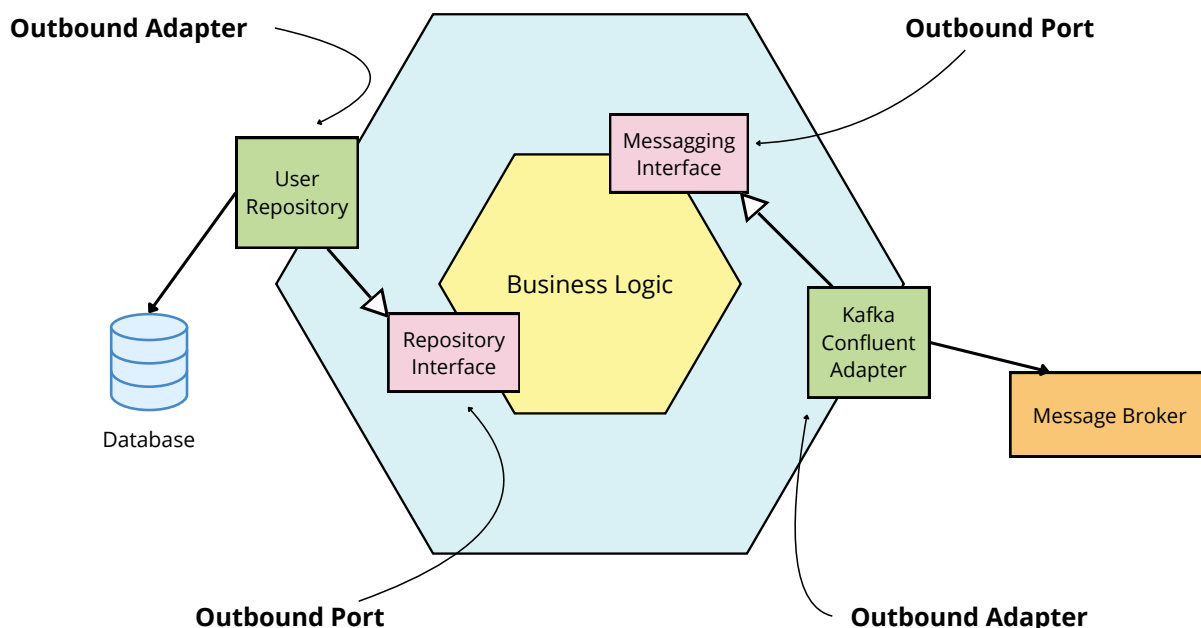 Outbound Adapter
Outbound Port
Messagging
Interface
User
Repository
Business Logic
Kafka
Confluent
Adapter
Repository
Interface
Message Broker
Database
Outbound Port
Outbound Adapter